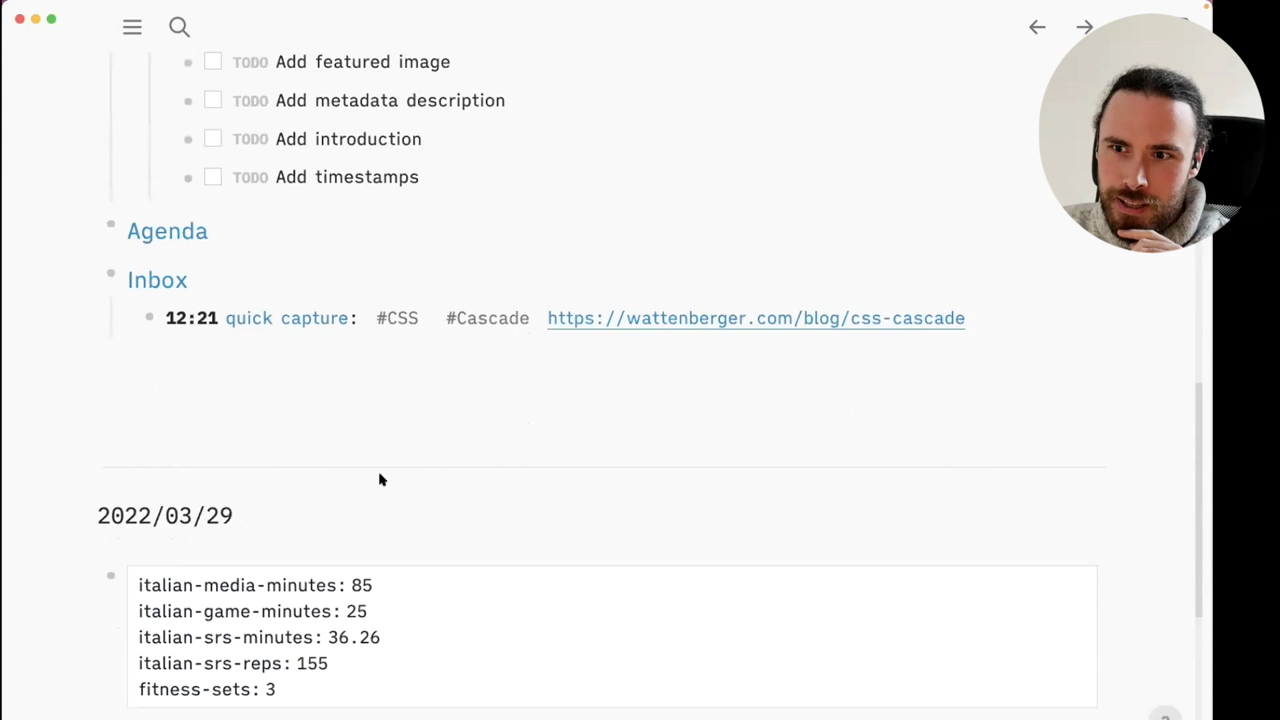 TODO Add featured image
TODO Add metadata description
TODO Add introduction
TODO Add timestamps
Agenda
Inbox
12:21 quick capture: #CSS #Cascade https://wattenberger.com/blog/css-cascade
2022/03/29
italian-media-minutes: 85
italian-game-minutes: 25
italian-srs-minutes: 36.26
italian-srs-reps: 155
fitness-sets: 3